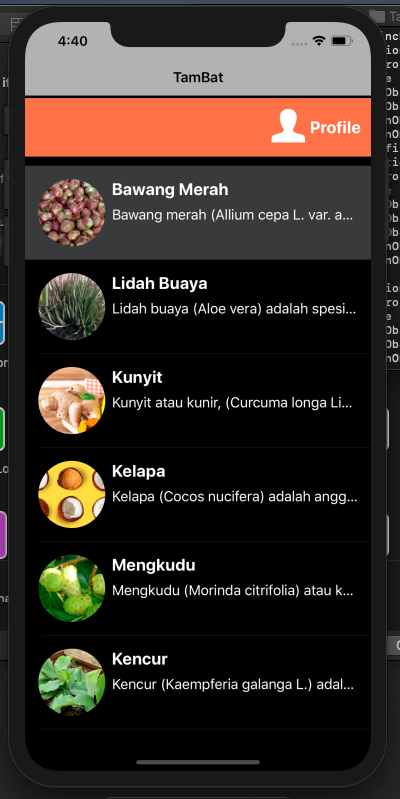 4:40
TamBat
Profile
Bawang Merah
Bawang merah (Allium cepa L. var. a...
Lidah Buaya
Lidah buaya (Aloe vera) adalah spesi...
Kunyit
Kunyit atau kunir, (Curcuma longa Li...
Kelapa
Kelapa (Cocos nucifera) adalah angg...
Mengkudu
Mengkudu (Morinda citrifolia) atau k...
Kencur
Kencur (Kaempferia galanga L.) adal...